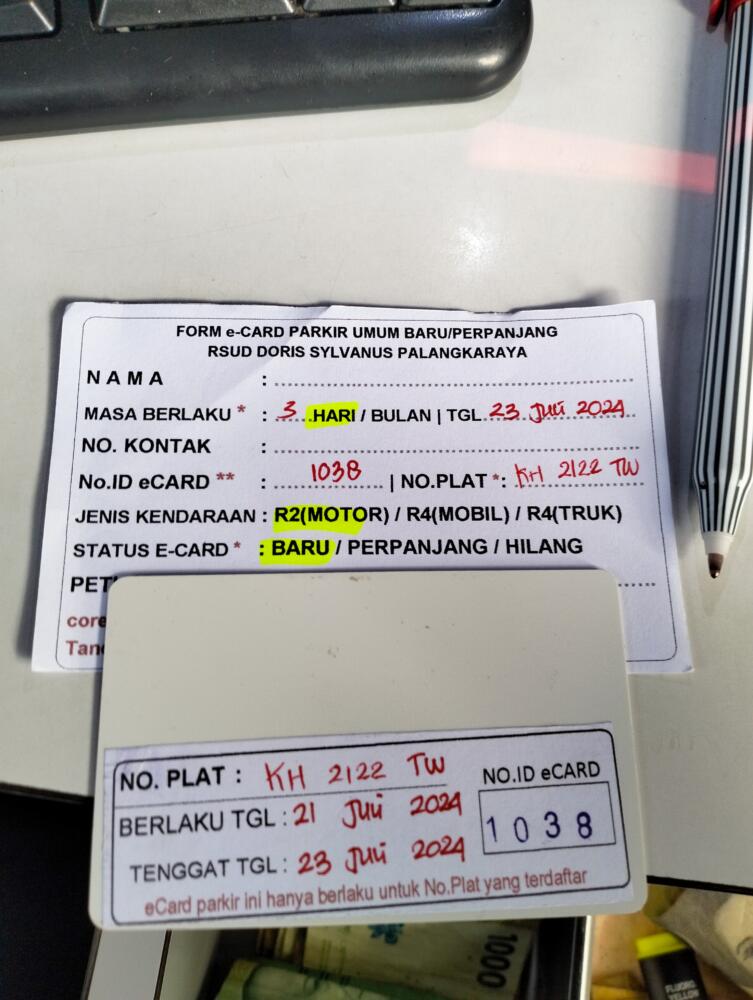 FORM e-CARD PARKIR UMUM BARU/PERPANJANG
RSUD DORIS SYLVANUS PALANGKARAYA
NAMA :
MASA BERLAKU * : 3 HARI / BULAN | TGL 23 Juli 2024
NO. KONTAK :
No.ID eCARD ** : 1038 | NO.PLAT *: KH 2122 TW
JENIS KENDARAAN : R2(MOTOR) / R4(MOBIL) / R4(TRUK)
STATUS E-CARD * : BARU / PERPANJANG / HILANG
NO. PLAT : KH 2122 TW
BERLAKU TGL : 21 Juli 2024
TENGGAT TGL : 23 Juli 2024
NO.ID eCARD
1038
eCard parkir ini hanya berlaku untuk No.Plat yang terdaftar
1000